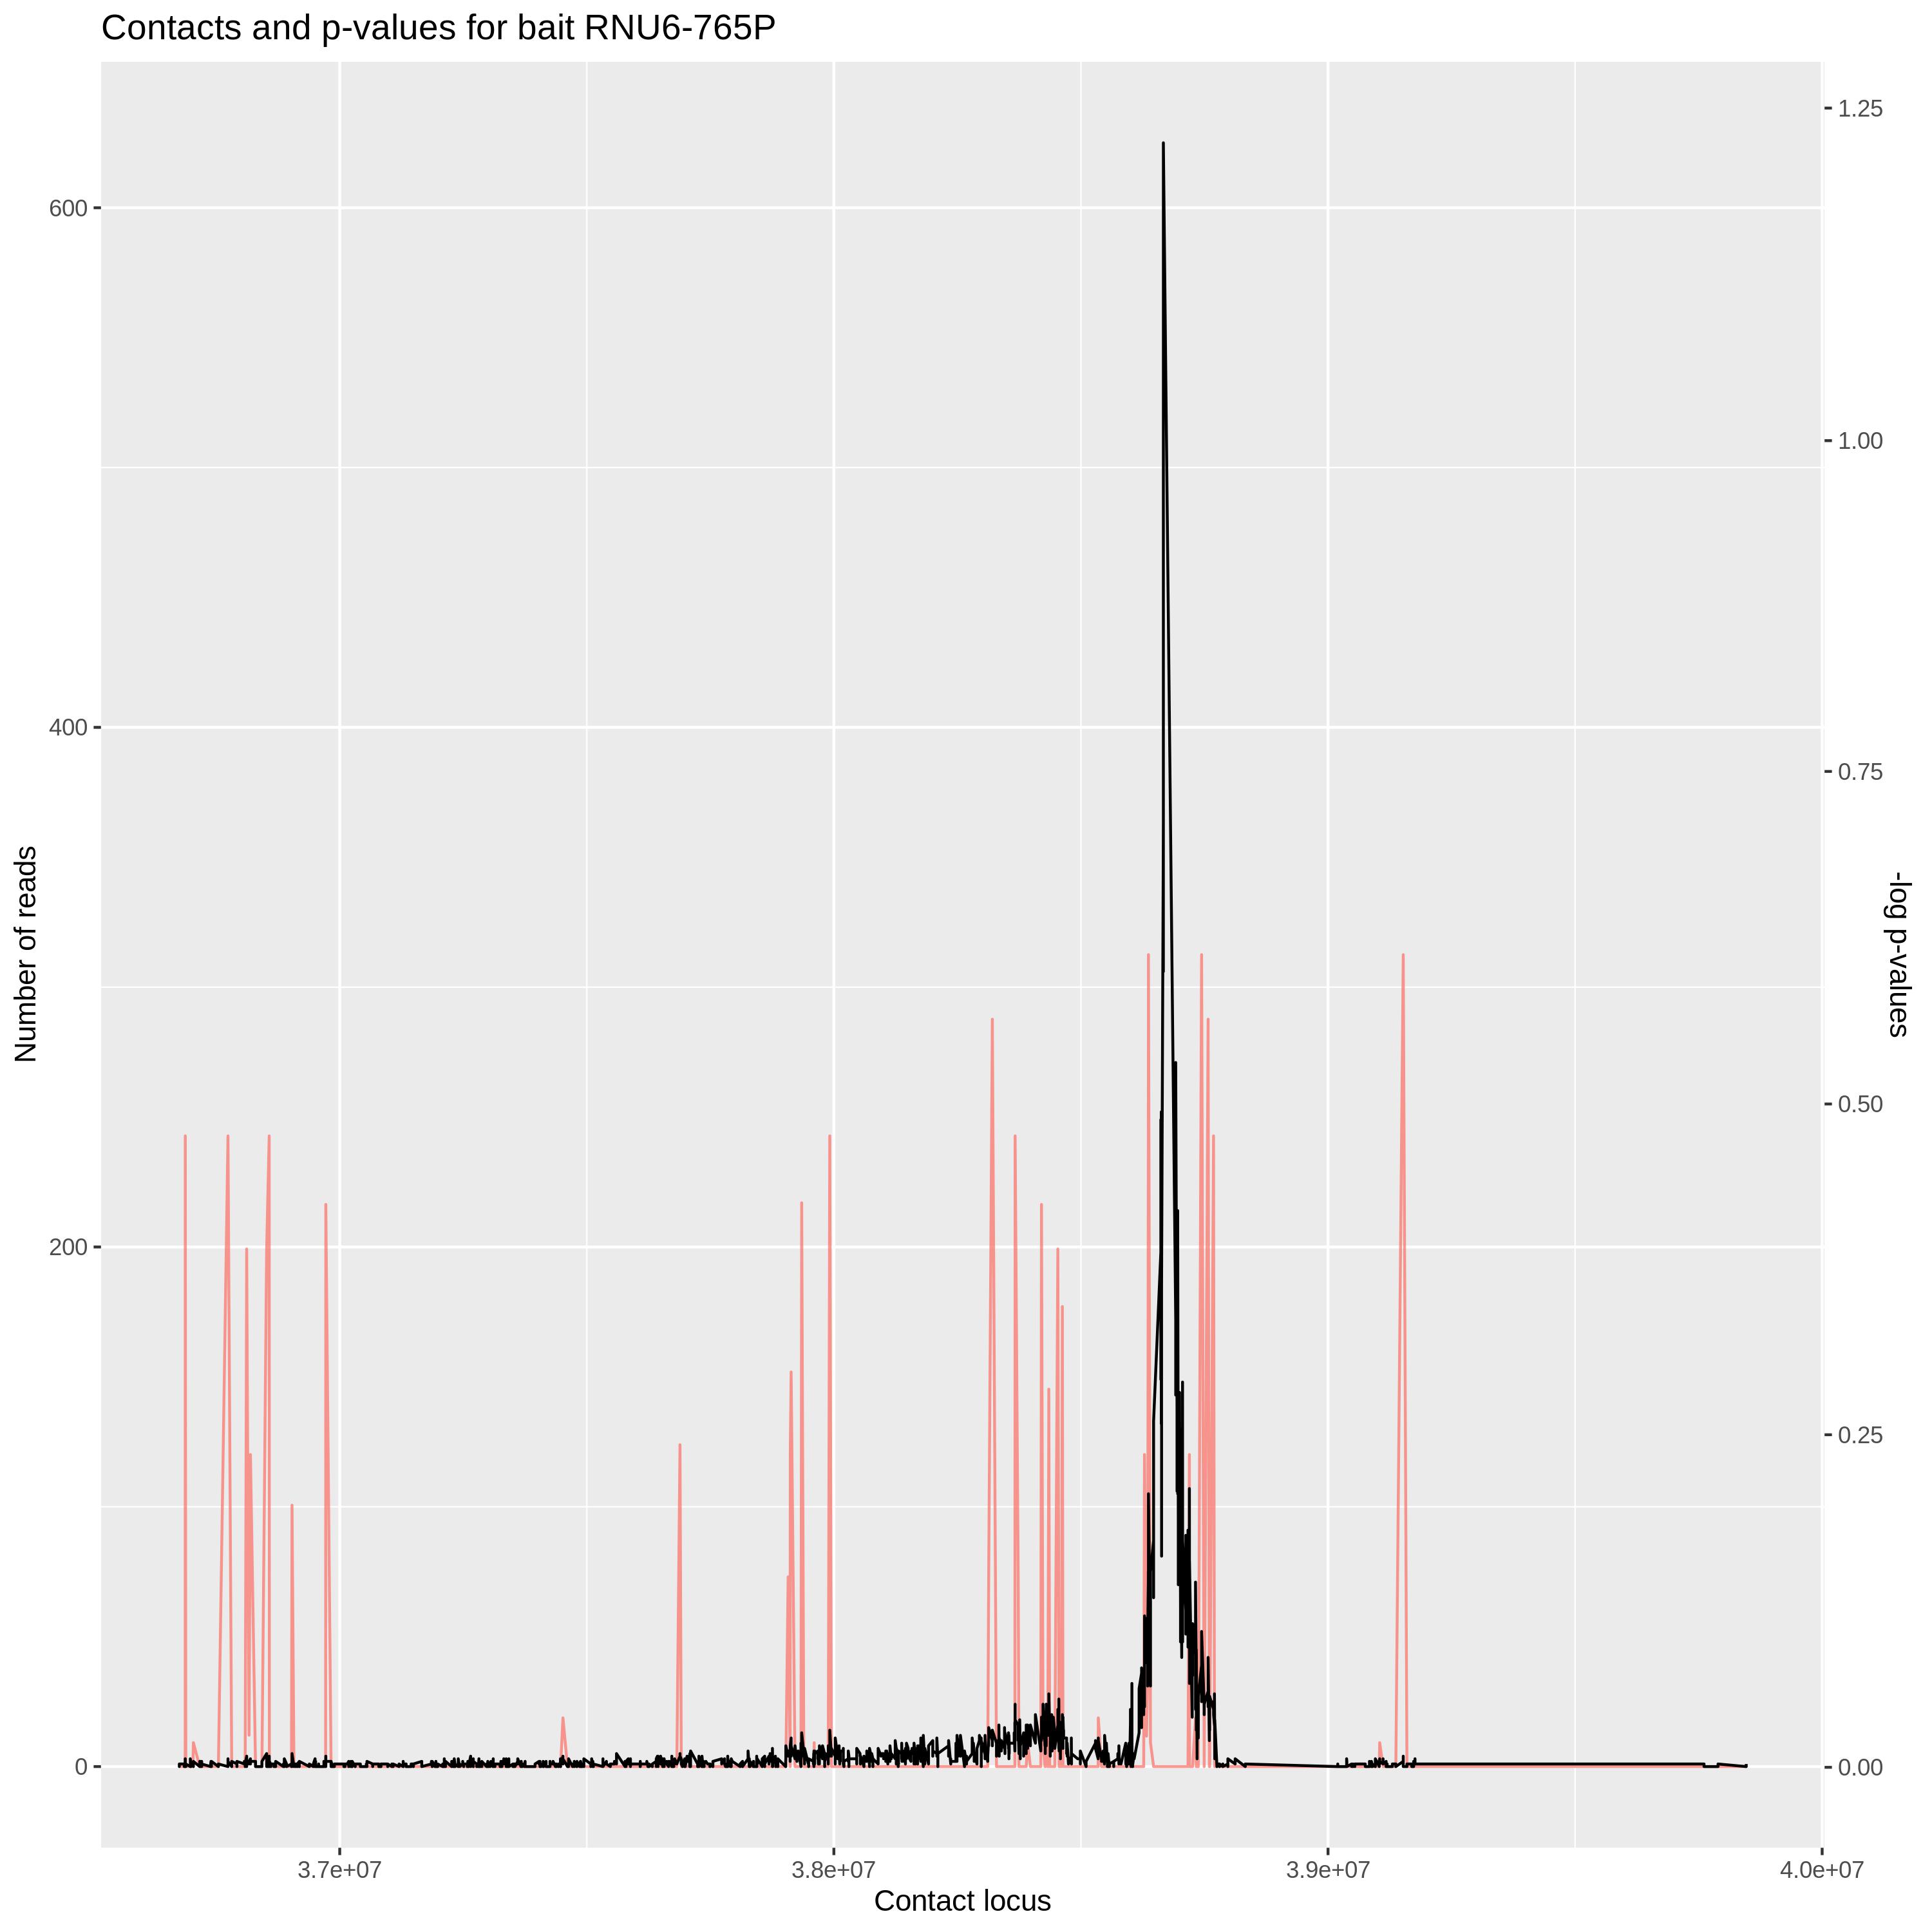 Contacts and p-values for bait RNU6-765P
1.25
600
1.00
400
0.75
Number of reads
-log p-values
0.50
200
0.25
0
0.00
3.7e+07 3.8e+07 3.9e+07 4.0e+07
Contact locus